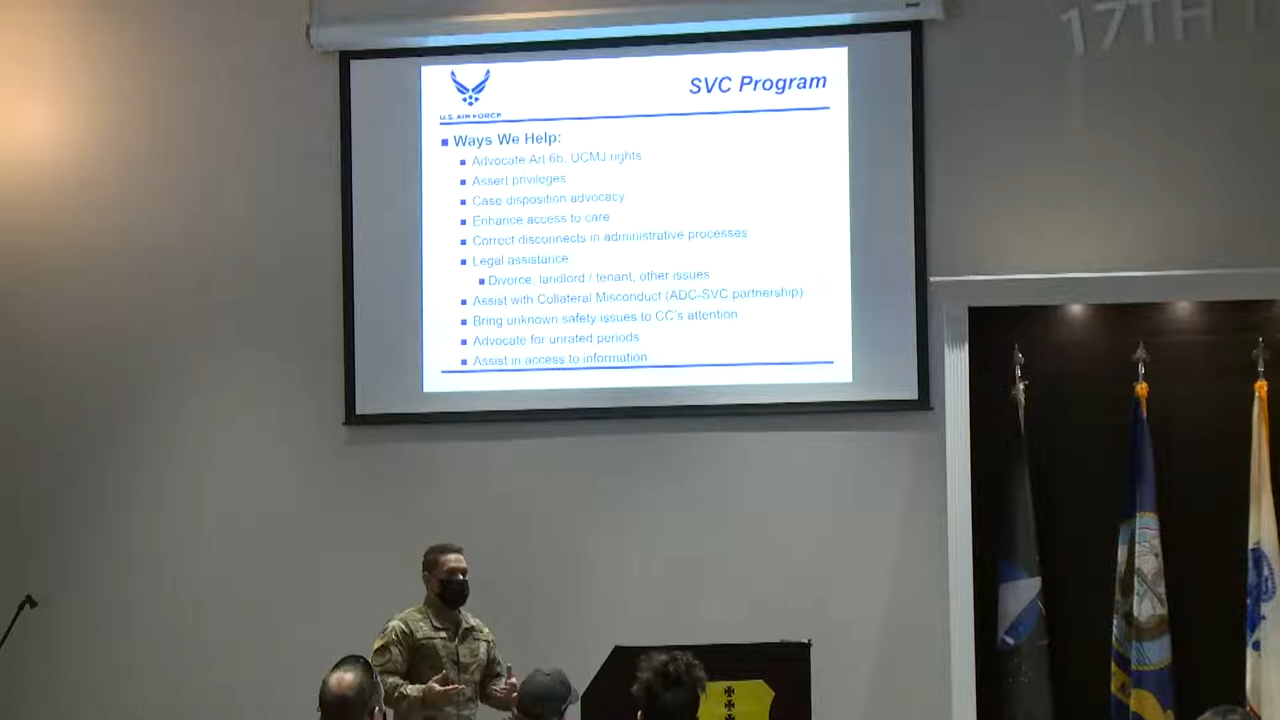 17TH
U.S. AIR FORCE
SVC Program
Ways We Help:
Advocate Art 6b, UCMJ rights
Assert privileges
Case disposition advocacy
Enhance access to care
Correct disconnects in administrative processes
Legal assistance
Divorce, landlord / tenant, other issues
Assist with Collateral Misconduct (ADC-SVC partnership)
Bring unknown safety issues to CC's attention
Advocate for unrated periods
Assist in access to information